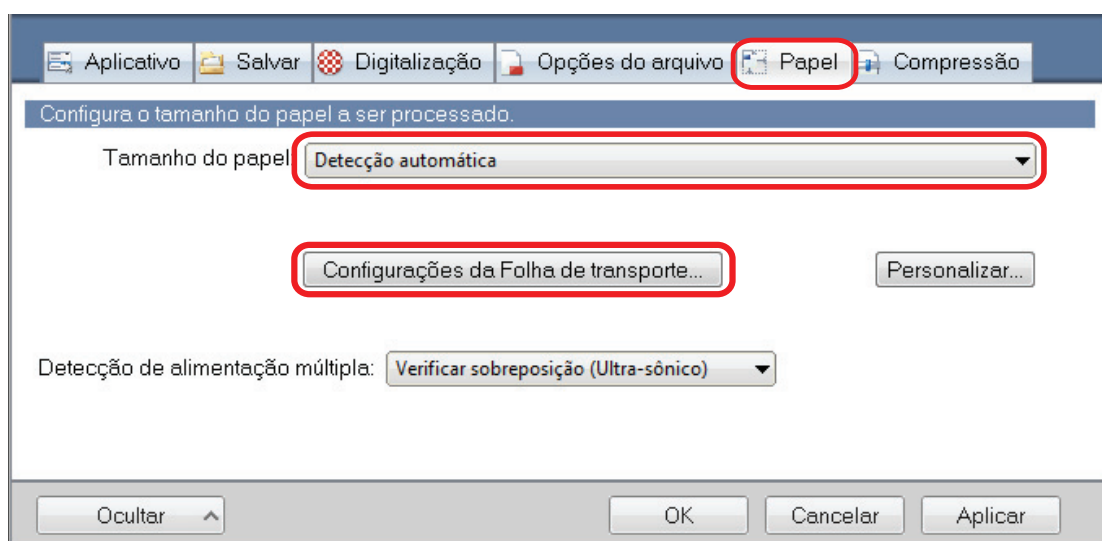 Aplicativo Salvar Digitalização Opções do arquivo Papel Compressão
Configura o tamanho do papel a ser processado.
Tamanho do papel: Detecção automática
Configurações da Folha de transporte... Personalizar...
Detecção de alimentação múltipla: Verificar sobreposição (Ultra-sônico)
Ocultar OK Cancelar Aplicar